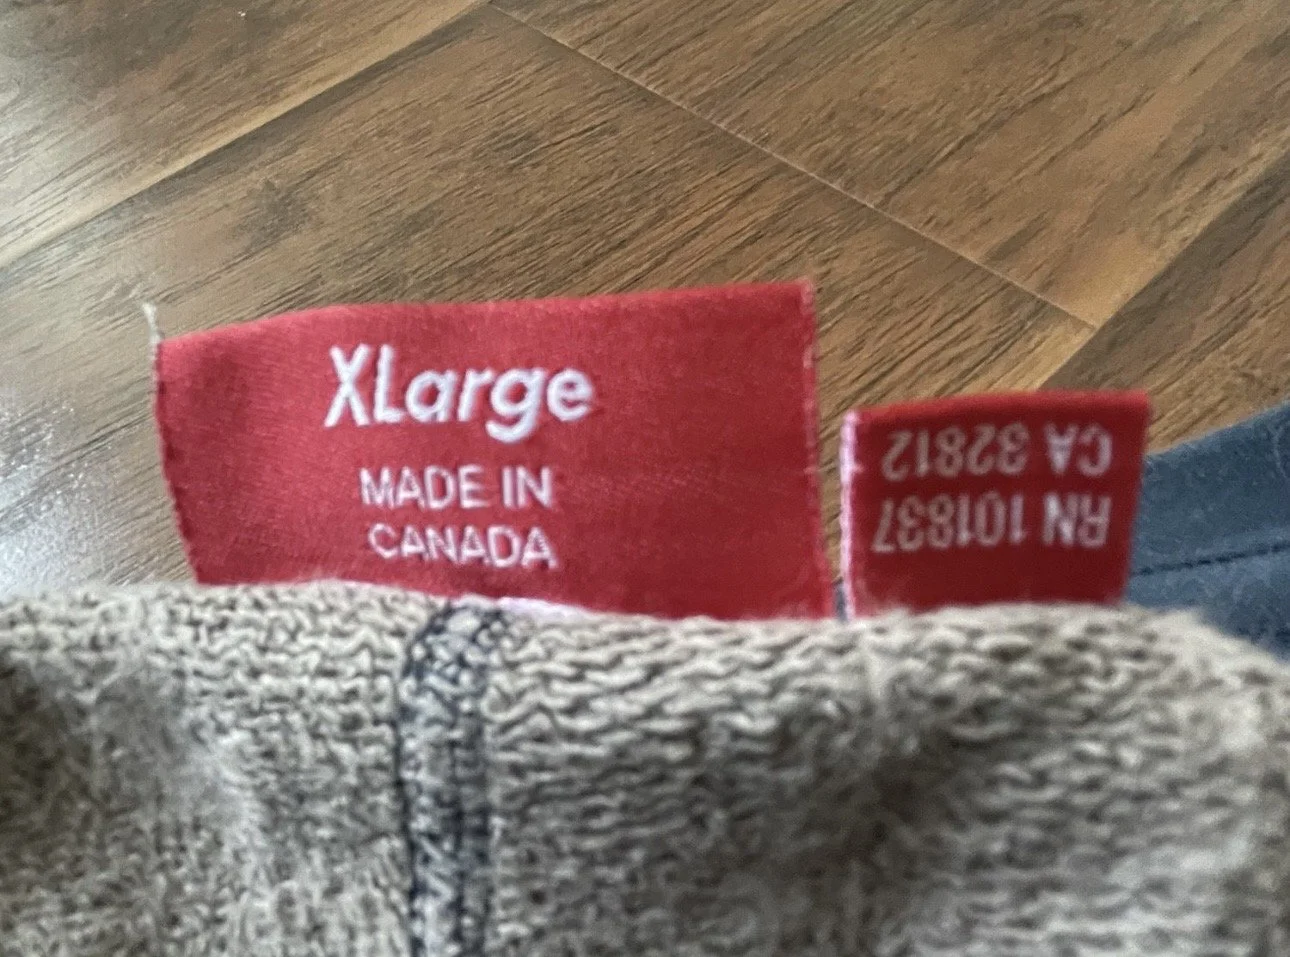 XLarge
MADE IN
CANADA
RN 101837
CA 32812